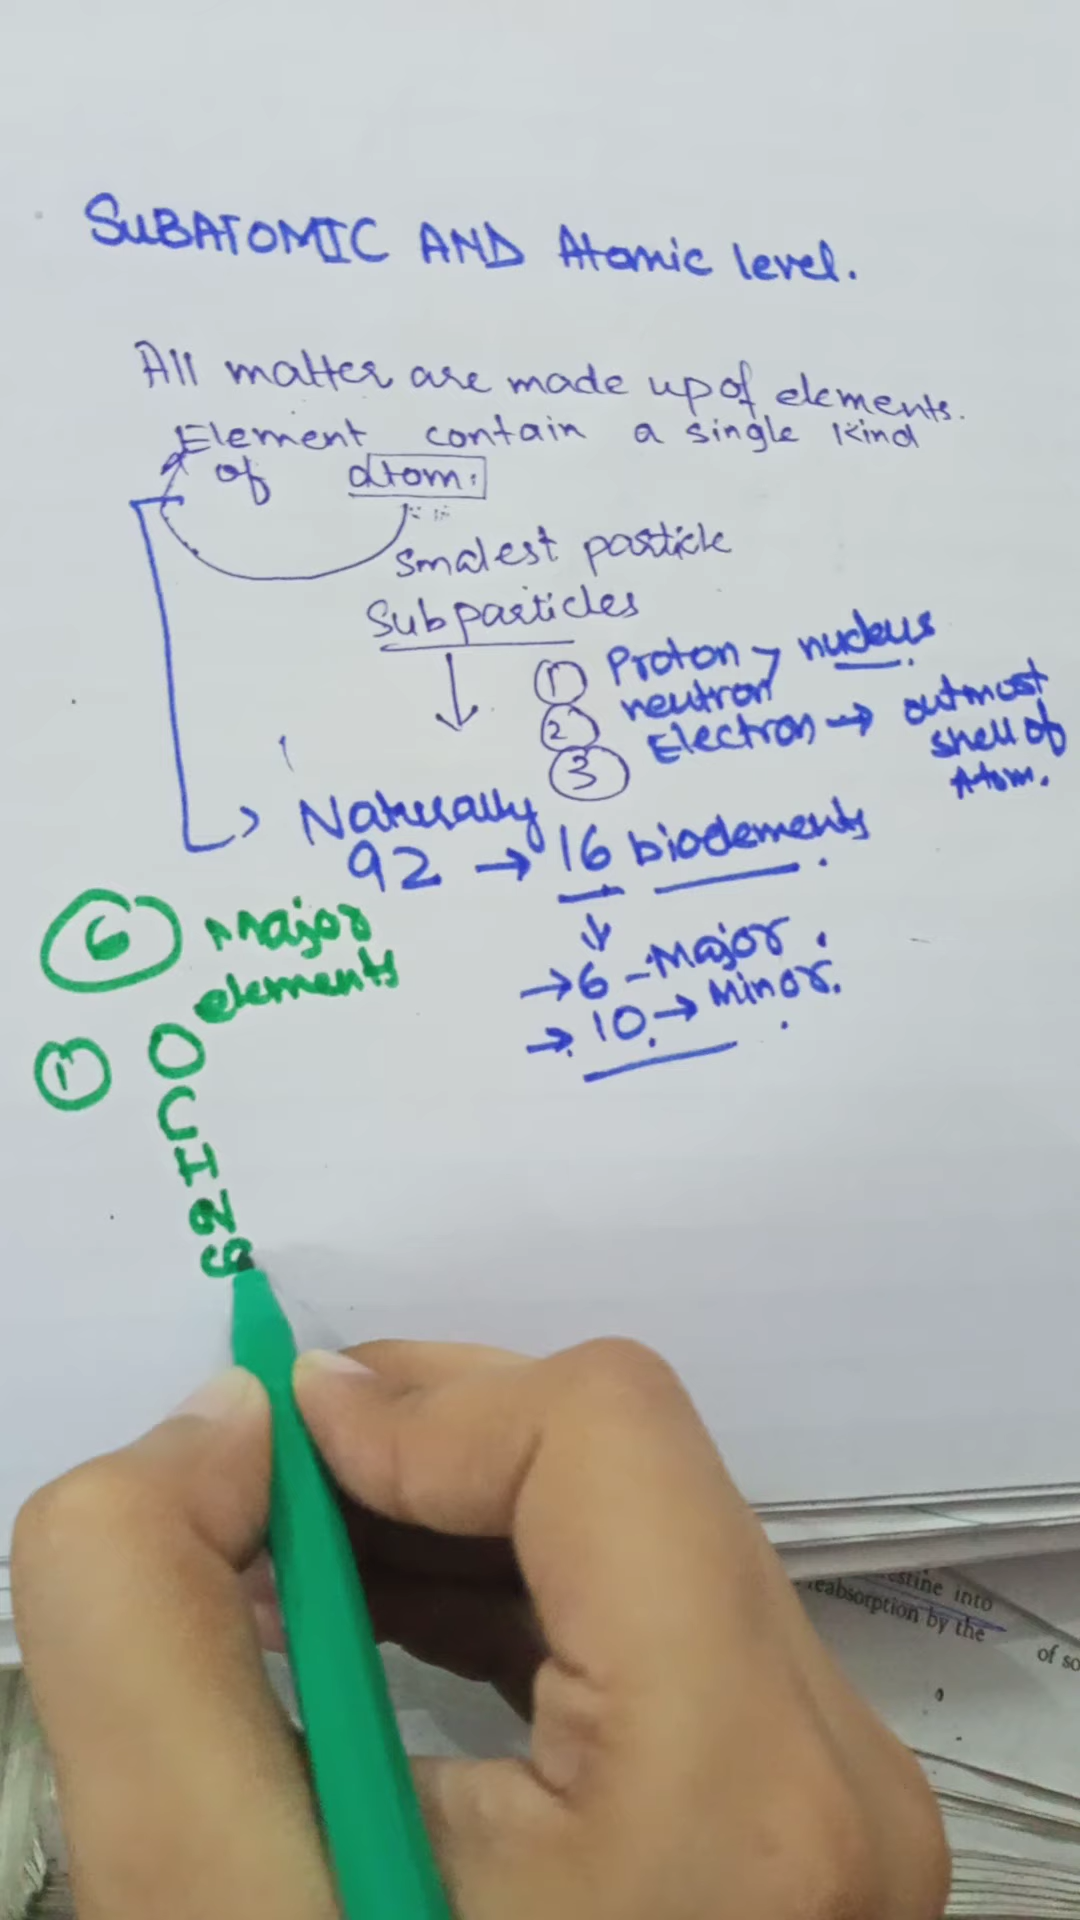 SUBATOMIC AND Atomic level.
All matter are made up of elements.
Element contain a single Kind
of atom.
Smalest particle
Subparticles
① Proton → nucleus
② neutron
③ Electron → outmost
shell of
Atom.
Naturally
92 → 16 bioelements
→ 6 - Major.
→ 10 → Minor.
6 Major
elements
① O
C
estine into
reabsorption by the
of so